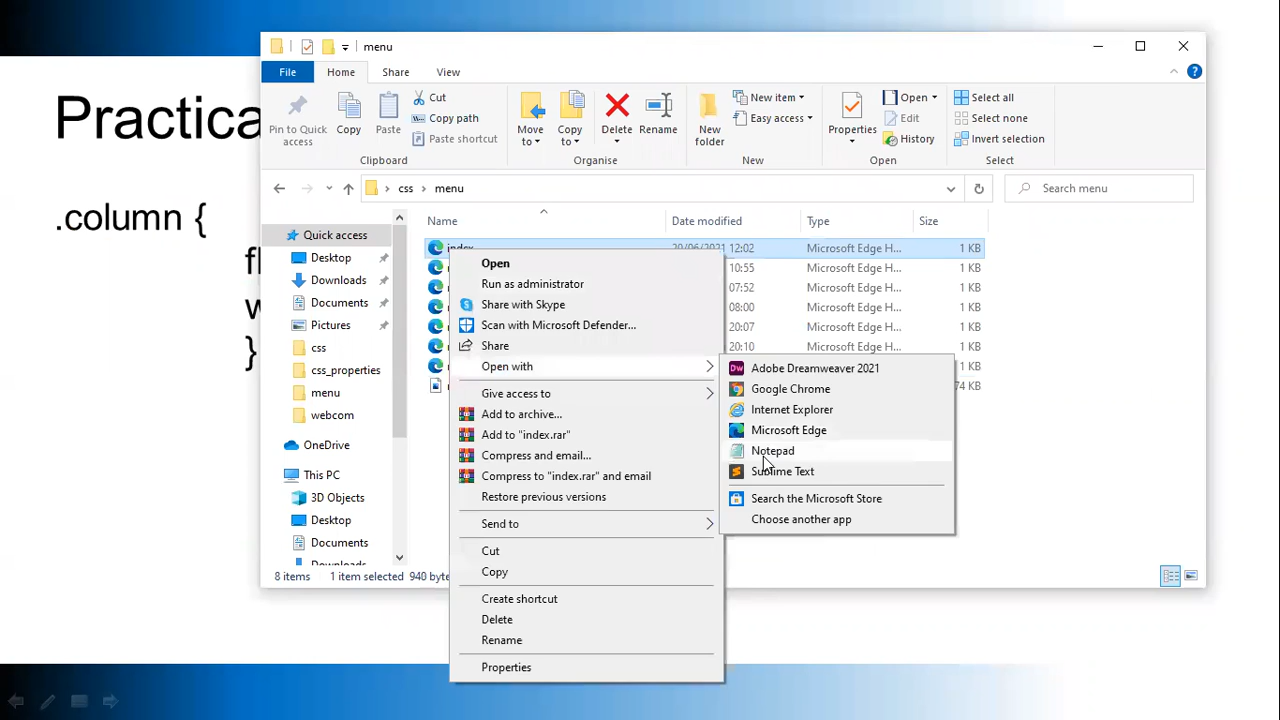 Practica
.column {
fl
w
}
menu
File
Home
Share
View
Pin to Quick access
Copy
Paste
Cut
Copy path
Paste shortcut
Clipboard
Move to
Copy to
Delete
Rename
Organise
New folder
New item
Easy access
New
Properties
Open
Edit
History
Open
Select all
Select none
Invert selection
Select
css
menu
Search menu
Name
Date modified
Type
Size
Quick access
Desktop
Downloads
Documents
Pictures
css
css_properties
menu
webcom
OneDrive
This PC
3D Objects
Desktop
Documents
Downloads
index 20/06/2021 12:02 Microsoft Edge H... 1 KB
10:55 Microsoft Edge H... 1 KB
07:52 Microsoft Edge H... 1 KB
08:00 Microsoft Edge H... 1 KB
20:07 Microsoft Edge H... 1 KB
20:10 Microsoft Edge H... 1 KB
1 KB
74 KB
Open
Run as administrator
Share with Skype
Scan with Microsoft Defender...
Share
Open with
Give access to
Add to archive...
Add to "index.rar"
Compress and email...
Compress to "index.rar" and email
Restore previous versions
Send to
Cut
Copy
Create shortcut
Delete
Rename
Properties
Adobe Dreamweaver 2021
Google Chrome
Internet Explorer
Microsoft Edge
Notepad
Sublime Text
Search the Microsoft Store
Choose another app
8 items
1 item selected
940 byte